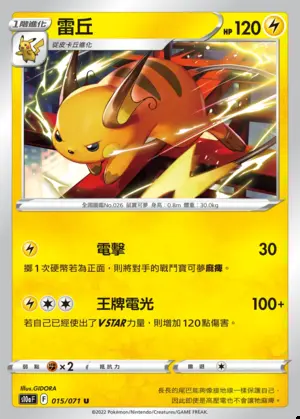 1階進化
雷丘
HP 120
從皮卡丘進化
全國圖鑑No.026 鼠寶可夢 身高：0.8m 體重：30.0kg
電擊 30
擲1次硬幣若為正面，則將對手的戰鬥寶可夢麻痺。
王牌電光 100+
若自己已經使出了VSTAR力量，則增加120點傷害。
弱點 ×2 抵抗力 撤退
Illus.GIDORA
s10a F F 015/071 U
長長的尾巴能夠像接地線一樣保護自己，
因此即使是高壓電也不會讓牠麻痺。
©2022 Pokémon/Nintendo/Creatures/GAME FREAK.